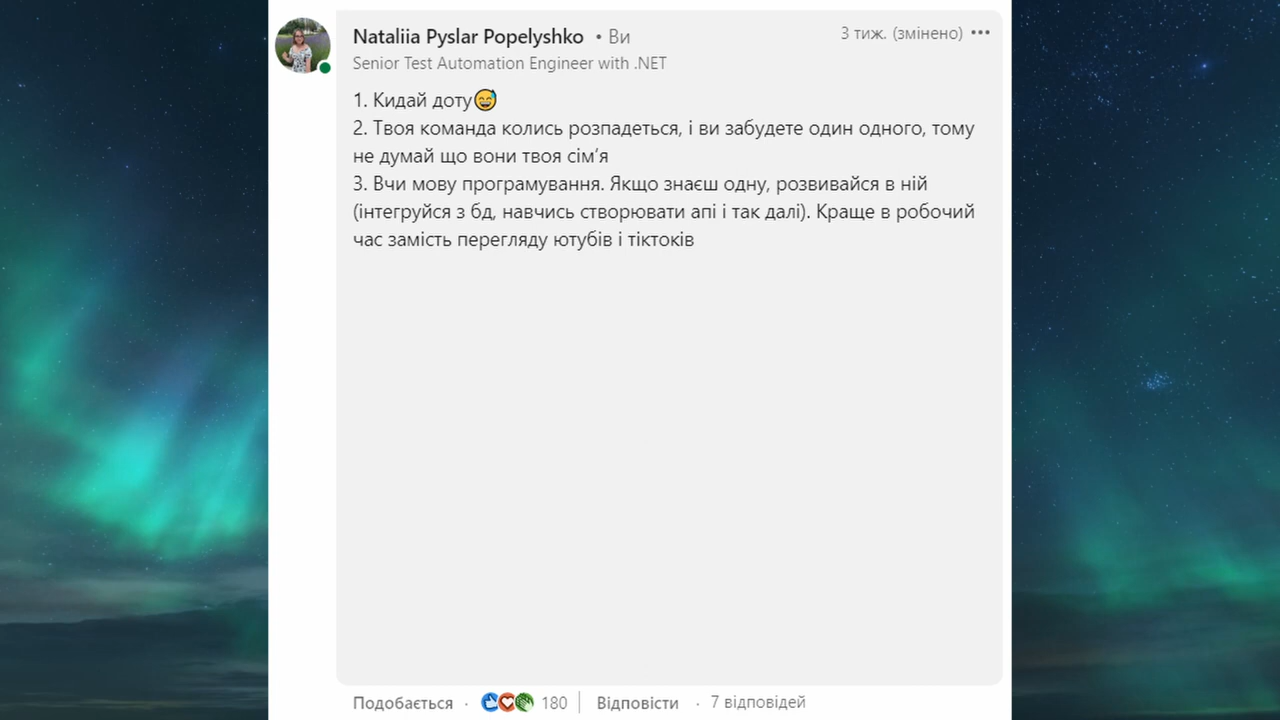 Nataliia Pyslar Popelyshko • Ви
3 тиж. (змінено) •••
Senior Test Automation Engineer with .NET
1. Кидай доту😅
2. Твоя команда колись розпадеться, і ви забудете один одного, тому
не думай що вони твоя сім‘я
3. Вчи мову програмування. Якщо знаєш одну, розвивайся в ній
(інтегруйся з бд, навчись створювати апі і так далі). Краще в робочий
час замість перегляду ютубів і тіктоків
Подобається · 180 | Відповісти · 7 відповідей